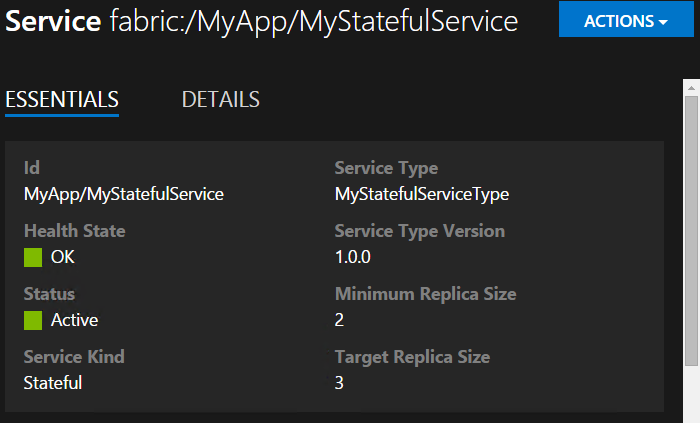 Service fabric:/MyApp/MyStatefulService
ACTIONS
ESSENTIALS
DETAILS
Id
MyApp/MyStatefulService
Service Type
MyStatefulServiceType
Health State
OK
Service Type Version
1.0.0
Status
Active
Minimum Replica Size
2
Service Kind
Stateful
Target Replica Size
3